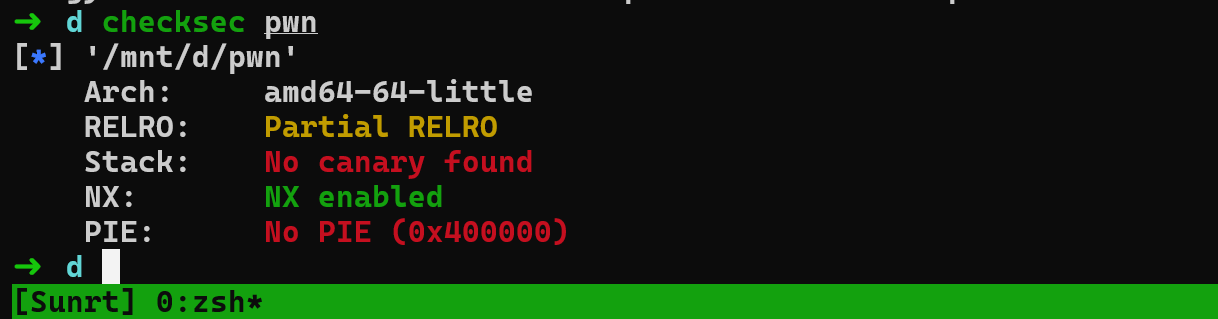 ➜ d checksec pwn
[*] '/mnt/d/pwn'
Arch: amd64-64-little
RELRO: Partial RELRO
Stack: No canary found
NX: NX enabled
PIE: No PIE (0x400000)
➜ d
[Sunrt] 0:zsh*